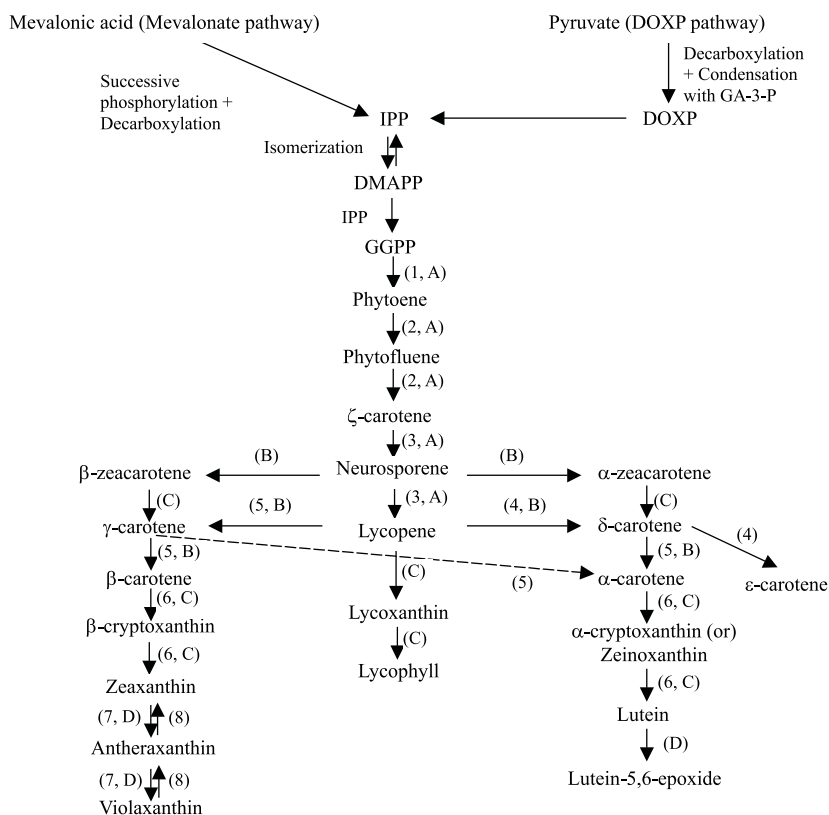 Mevalonic acid (Mevalonate pathway)
Pyruvate (DOXP pathway)
Successive
phosphorylation +
Decarboxylation
Decarboxylation
+ Condensation
with GA-3-P
IPP
DOXP
Isomerization
DMAPP
IPP
GGPP
(1, A)
Phytoene
(2, A)
Phytofluene
(2, A)
ζ-carotene
(3, A)
β-zeacarotene
(B)
Neurosporene
(B)
α-zeacarotene
(C)
(3, A)
(C)
γ-carotene
(5, B)
Lycopene
(4, B)
δ-carotene
(4)
(5, B)
(5, B)
β-carotene
(C)
(5)
α-carotene
ε-carotene
(6, C)
(6, C)
β-cryptoxanthin
Lycoxanthin
α-cryptoxanthin (or)
Zeinoxanthin
(6, C)
(C)
(6, C)
Zeaxanthin
Lycophyll
Lutein
(7, D)
(8)
(D)
Antheraxanthin
Lutein-5,6-epoxide
(7, D)
(8)
Violaxanthin